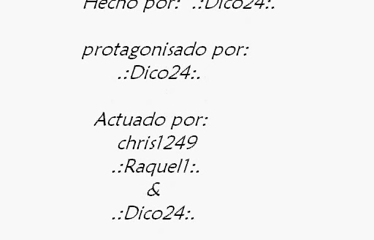 Hecho por: .:Dico24:.
protagonisado por:
.:Dico24:.
Actuado por:
chris1249
.:Raquel1:.
&
.:Dico24:.